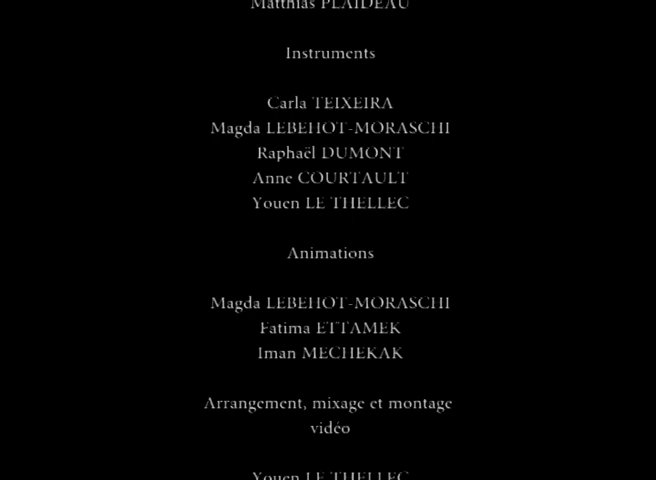 Matthias PLAIDEAU
Instruments
Carla TEIXEIRA
Magda LEBEHOT-MORASCHI
Raphaël DUMONT
Anne COURTAULT
Youen LE THELLEC
Animations
Magda LEBEHOT-MORASCHI
Fatima ETTAMEK
Iman MECHEKAK
Arrangement, mixage et montage
vidéo
Youen LE THELLEC